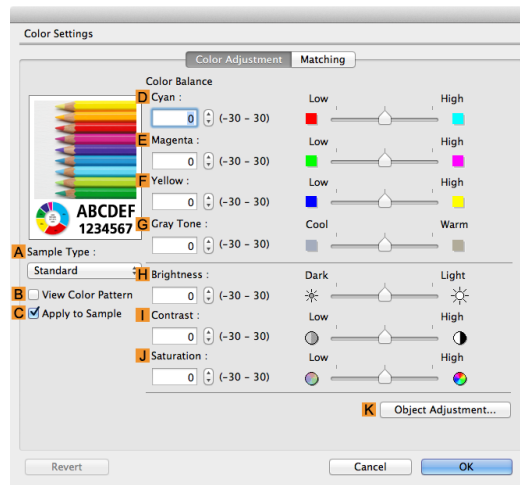 Color Settings
Color Adjustment Matching
Color Balance
D Cyan : Low High
0 (-30 – 30)
E Magenta : Low High
0 (-30 – 30)
F Yellow : Low High
0 (-30 – 30)
ABCDEF
1234567
G Gray Tone : Cool Warm
0 (-30 – 30)
A Sample Type :
Standard
H Brightness : Dark Light
B View Color Pattern 0 (-30 – 30)
C Apply to Sample I Contrast : Low High
0 (-30 – 30)
J Saturation : Low High
0 (-30 – 30)
K Object Adjustment...
Revert Cancel OK